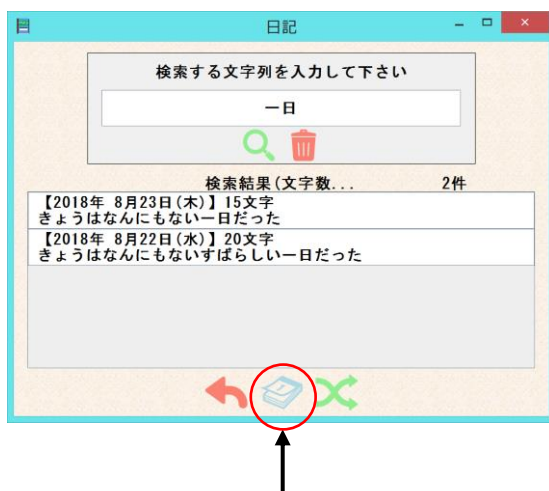 日記
検索する文字列を入力して下さい
一日
検索結果(文字数... 2件
【2018年 8月23日(木)】15文字
きょうはなんにもない一日だった
【2018年 8月22日(水)】20文字
きょうはなんにもないすばらしい一日だった